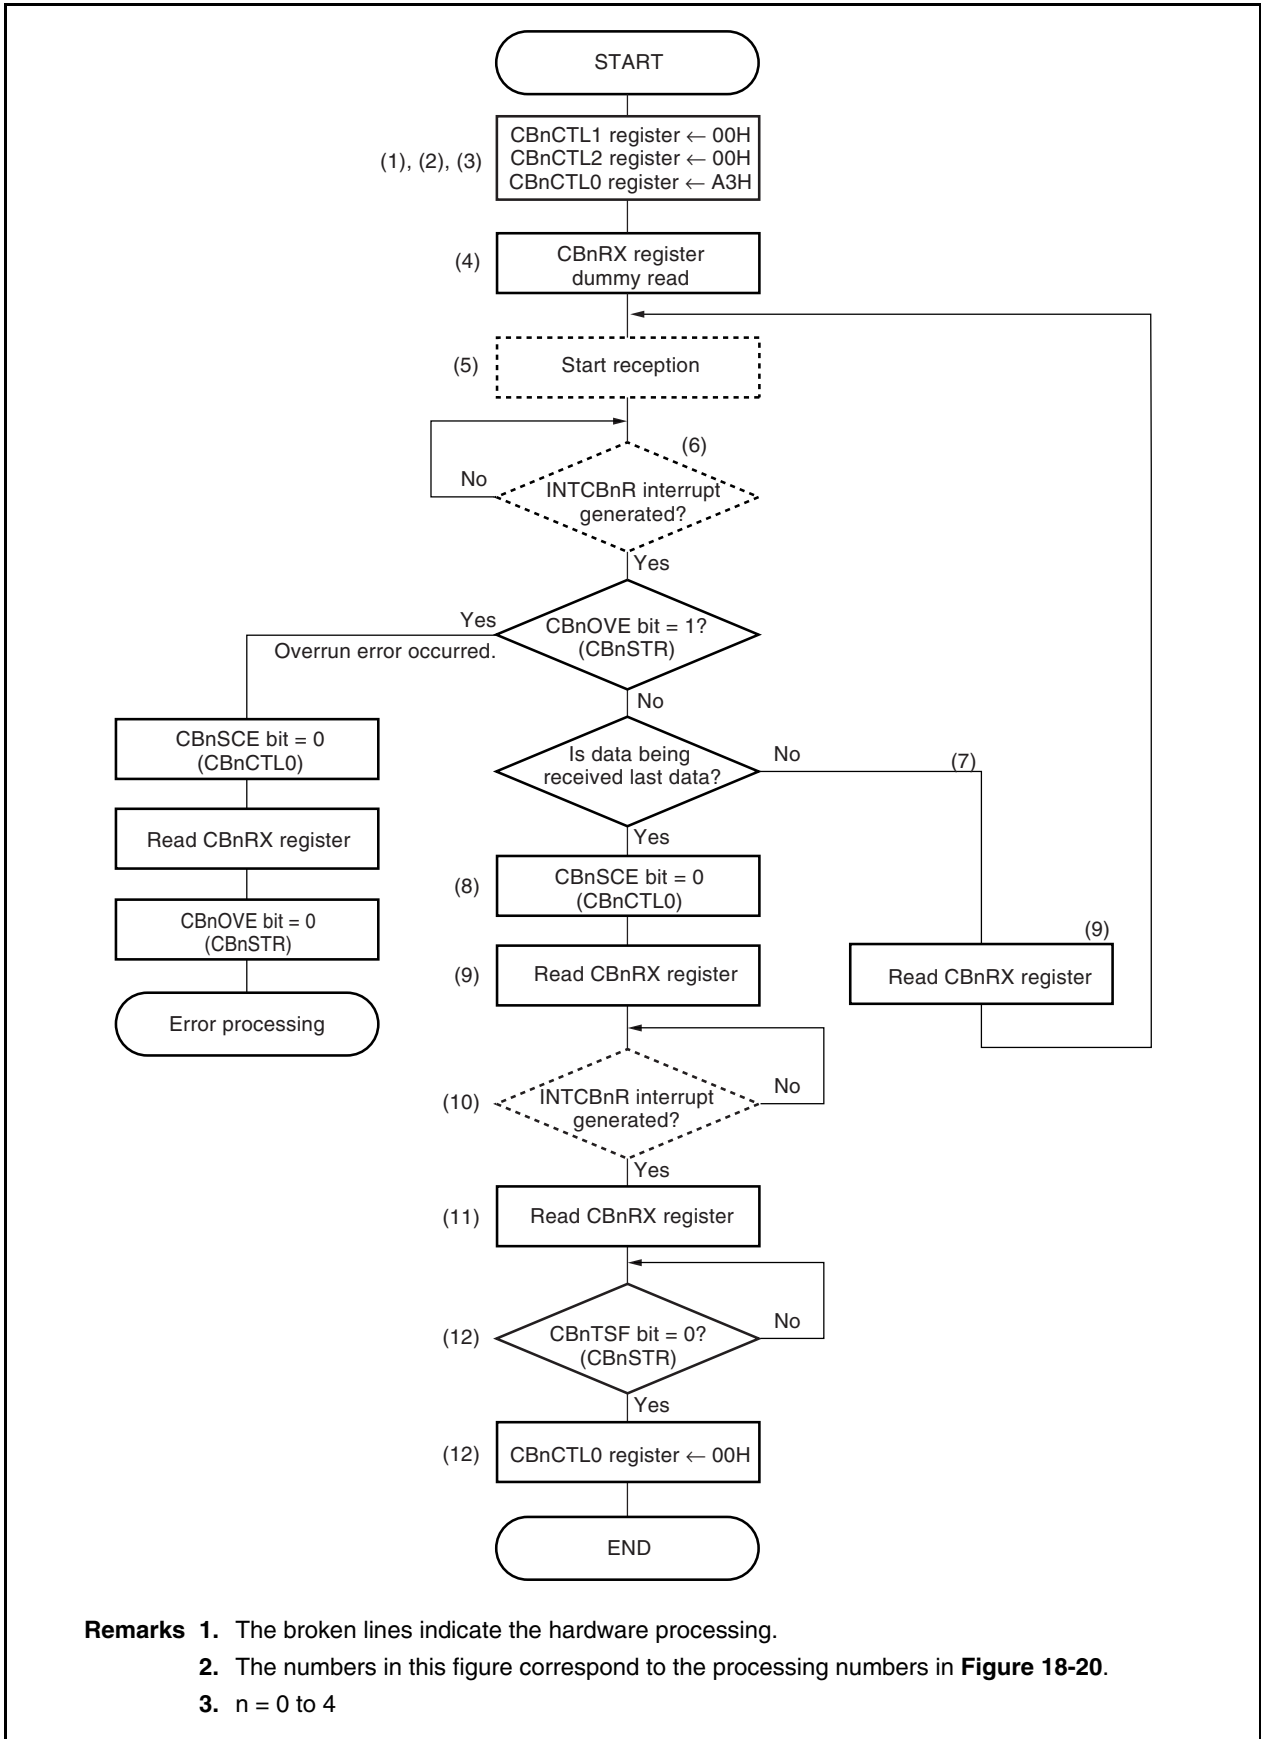 START
(1), (2), (3)
CBnCTL1 register ← 00H
CBnCTL2 register ← 00H
CBnCTL0 register ← A3H
(4)
CBnRX register
dummy read
(5)
Start reception
(6)
No
INTCBnR interrupt
generated?
Yes
Yes
CBnOVE bit = 1?
(CBnSTR)
Overrun error occurred.
No
CBnSCE bit = 0
(CBnCTL0)
Is data being
received last data?
No
(7)
Yes
Read CBnRX register
(8)
CBnSCE bit = 0
(CBnCTL0)
CBnOVE bit = 0
(CBnSTR)
(9)
Read CBnRX register
(9)
Read CBnRX register
Error processing
(10)
INTCBnR interrupt
generated?
No
Yes
(11)
Read CBnRX register
(12)
CBnTSF bit = 0?
(CBnSTR)
No
Yes
(12)
CBnCTL0 register ← 00H
END
Remarks 1. The broken lines indicate the hardware processing.
2. The numbers in this figure correspond to the processing numbers in Figure 18-20.
3. n = 0 to 4